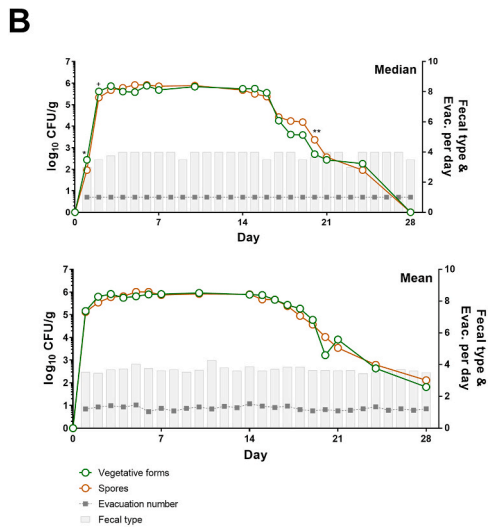 B
Median
log10 CFU/g
7
6
5
4
3
2
1
0
*
+
**
10
8
6
4
2
0
Fecal type &
Evac. per day
0 7 14 21 28
Day
Mean
log10 CFU/g
7
6
5
4
3
2
1
0
10
8
6
4
2
0
Fecal type &
Evac. per day
0 7 14 21 28
Day
Vegetative forms
Spores
Evacuation number
Fecal type